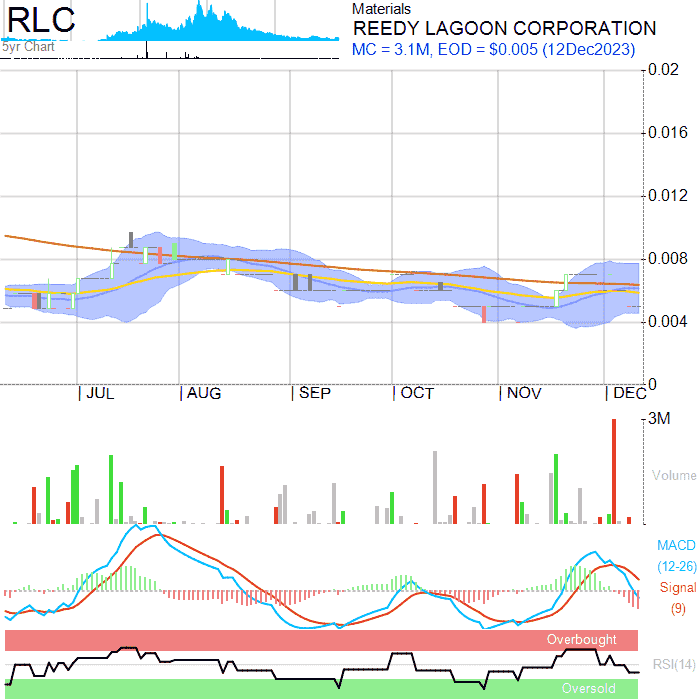 RLC
5yr Chart
Materials
REEDY LAGOON CORPORATION
MC = 3.1M, EOD = $0.005 (12Dec2023)
0.02
0.016
0.012
0.008
0.004
0
JUL AUG SEP OCT NOV DEC
3M
Volume
MACD
(12-26)
Signal
(9)
Overbought
RSI(14)
Oversold